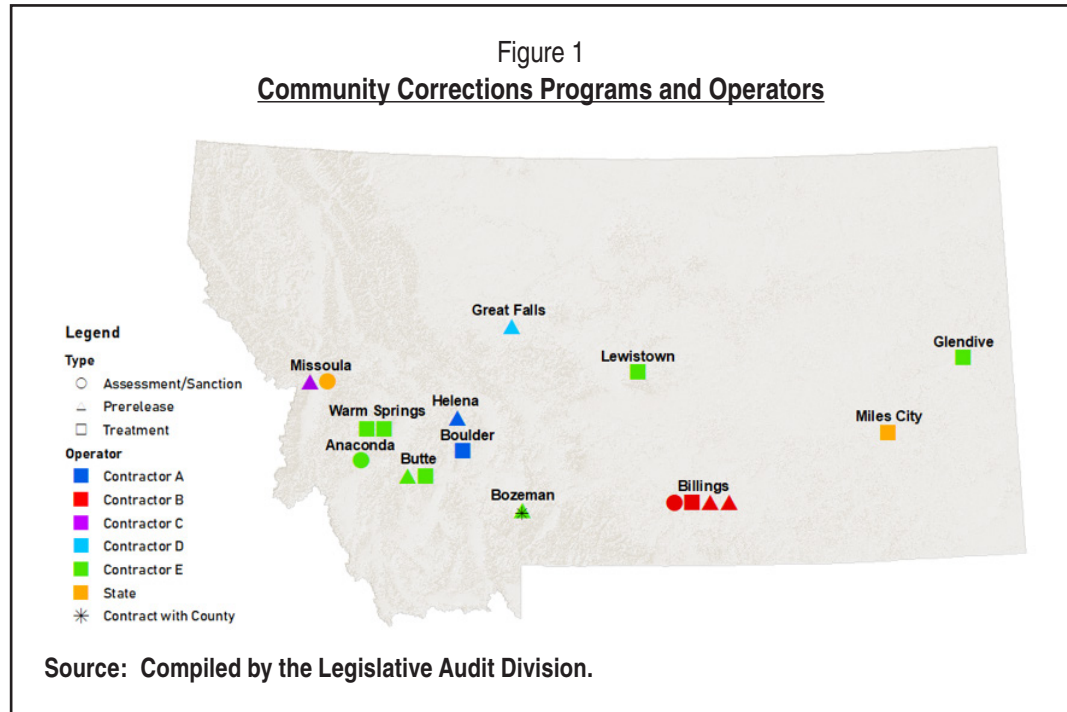 Figure 1
Community Corrections Programs and Operators
Great Falls
Lewistown
Glendive
Missoula
Helena
Miles City
Warm Springs
Boulder
Anaconda
Butte
Billings
Bozeman
Legend
Type
Assessment/Sanction
Prerelease
Treatment
Operator
Contractor A
Contractor B
Contractor C
Contractor D
Contractor E
State
Contract with County
Source: Compiled by the Legislative Audit Division.